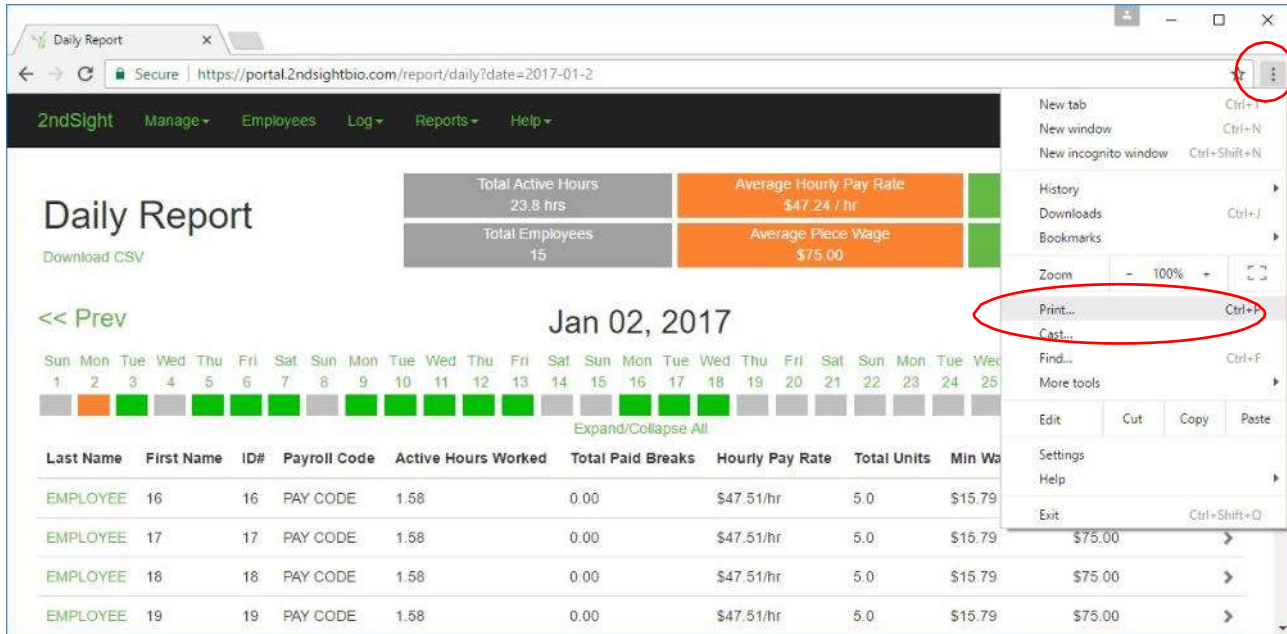 Daily Report
Secure | https://portal.2ndsightbio.com/report/daily?date=2017-01-2
2ndSight Manage Employees Log Reports Help
Daily Report
Download CSV
Total Active Hours
23.8 hrs
Average Hourly Pay Rate
$47.24 / hr
Total Employees
15
Average Piece Wage
$75.00
<< Prev
Jan 02, 2017
Sun Mon Tue Wed Thu Fri Sat Sun Mon Tue Wed Thu Fri Sat Sun Mon Tue Wed Thu Fri Sat Sun Mon Tue Wed
1 2 3 4 5 6 7 8 9 10 11 12 13 14 15 16 17 18 19 20 21 22 23 24 25
Expand/Collapse All
Last Name First Name ID# Payroll Code Active Hours Worked Total Paid Breaks Hourly Pay Rate Total Units Min Wa
EMPLOYEE 16 16 PAY CODE 1.58 0.00 $47.51/hr 5.0 $15.79
EMPLOYEE 17 17 PAY CODE 1.58 0.00 $47.51/hr 5.0 $15.79 $75.00
EMPLOYEE 18 18 PAY CODE 1.58 0.00 $47.51/hr 5.0 $15.79 $75.00
EMPLOYEE 19 19 PAY CODE 1.58 0.00 $47.51/hr 5.0 $15.79 $75.00
New tab Ctrl+T
New window Ctrl+N
New incognito window Ctrl+Shift+N
History
Downloads Ctrl+J
Bookmarks
Zoom - 100% +
Print... Ctrl+P
Cast...
Find... Ctrl+F
More tools
Edit Cut Copy Paste
Settings
Help
Exit Ctrl+Shift+Q